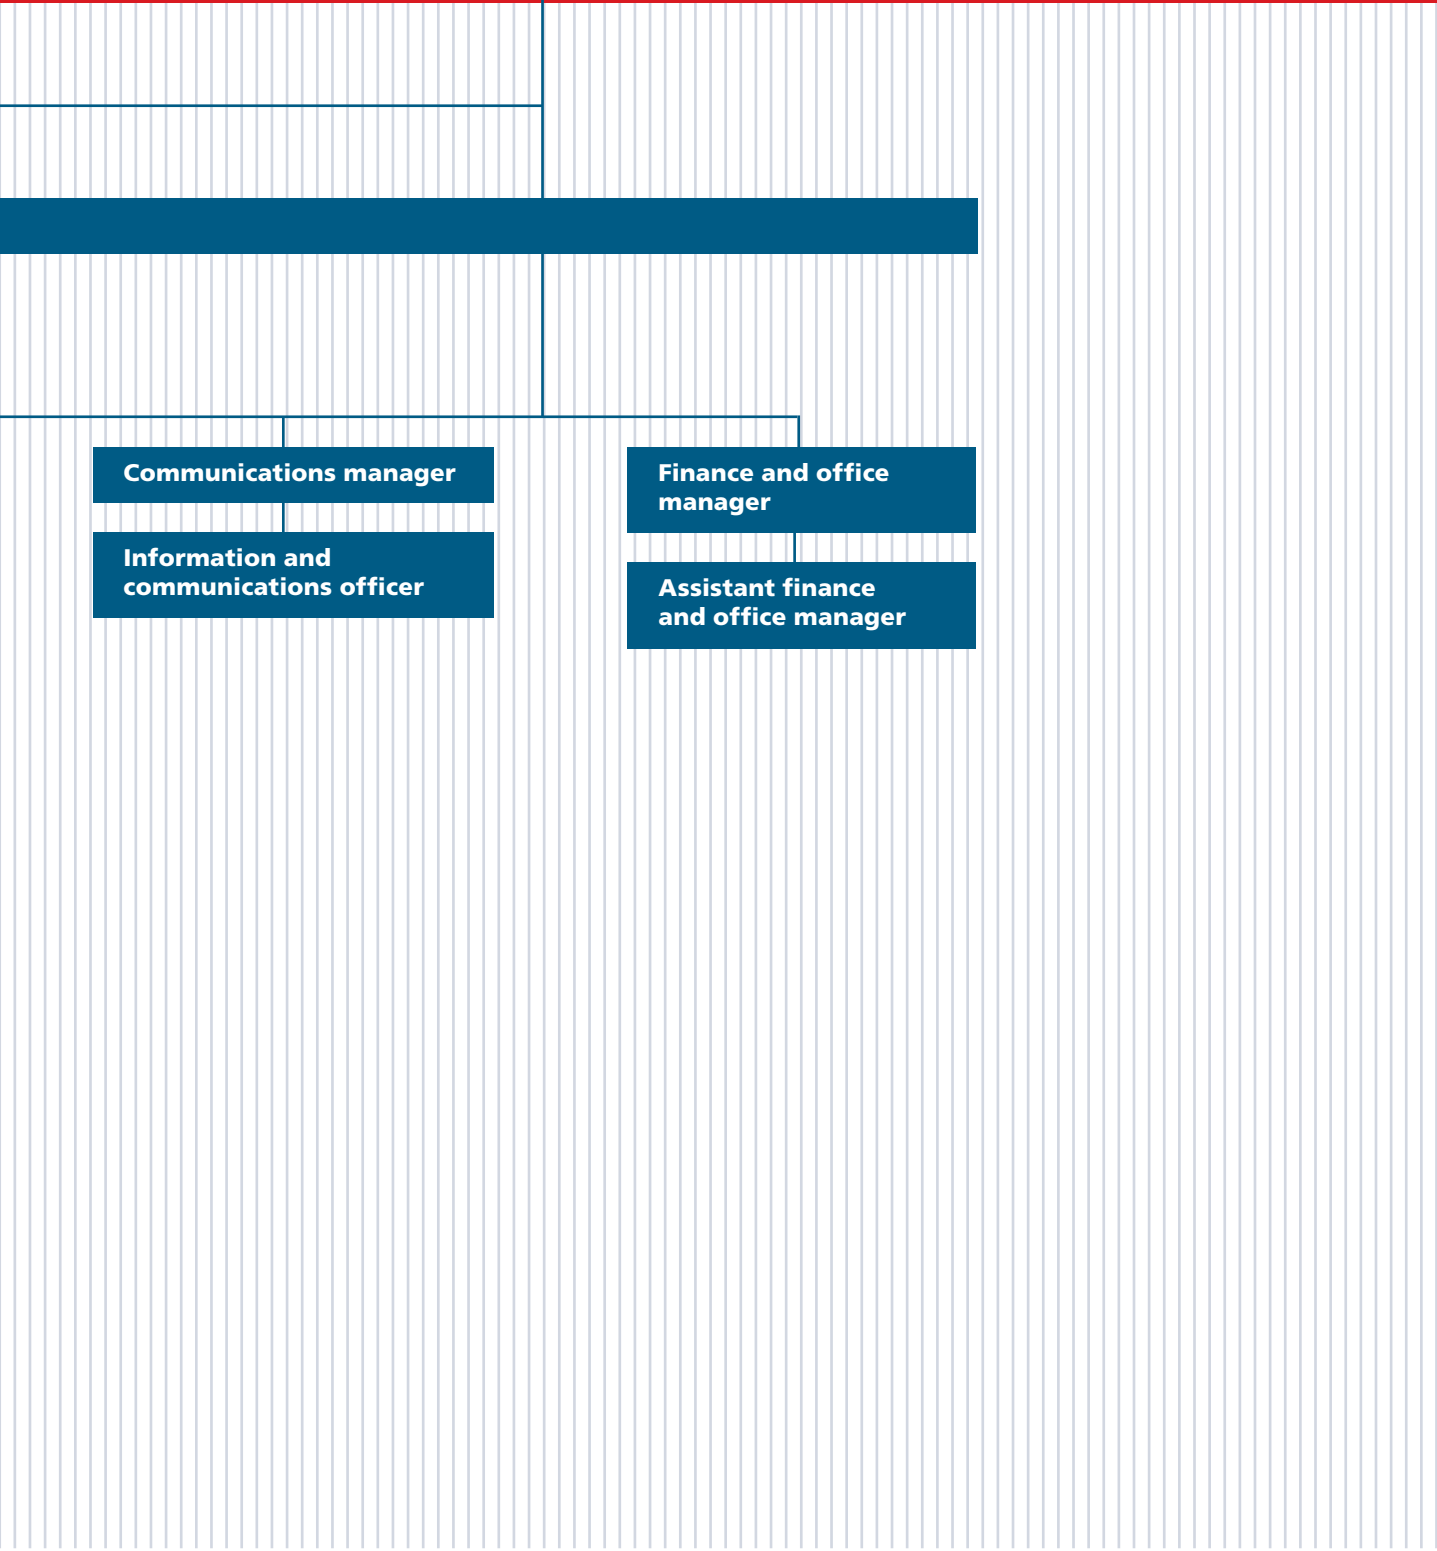 Communications manager
Information and
communications officer
Finance and office
manager
Assistant finance
and office manager